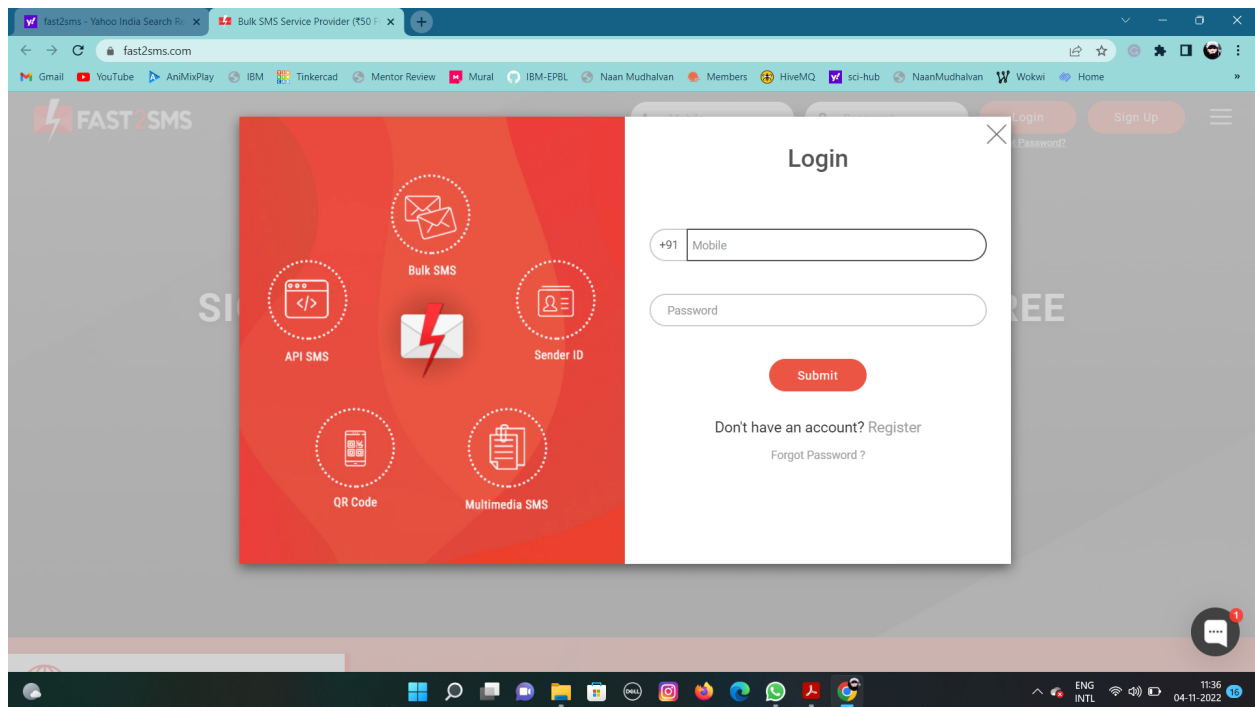 fast2sms - Yahoo India Search Re
Bulk SMS Service Provider (₹50 F
fast2sms.com
Gmail YouTube AniMixPlay IBM Tinkercad Mentor Review Mural IBM-EPBL Naan Mudhalvan Members HiveMQ sci-hub NaanMudhalvan Wokwi Home »
FAST2SMS
Login Sign Up
Password?
Login
+91 Mobile
Password
Submit
Don't have an account? Register
Forgot Password ?
Bulk SMS
API SMS
Sender ID
QR Code
Multimedia SMS
SI
REE
1
DELL
ENG
INTL
11:36
04-11-2022
16